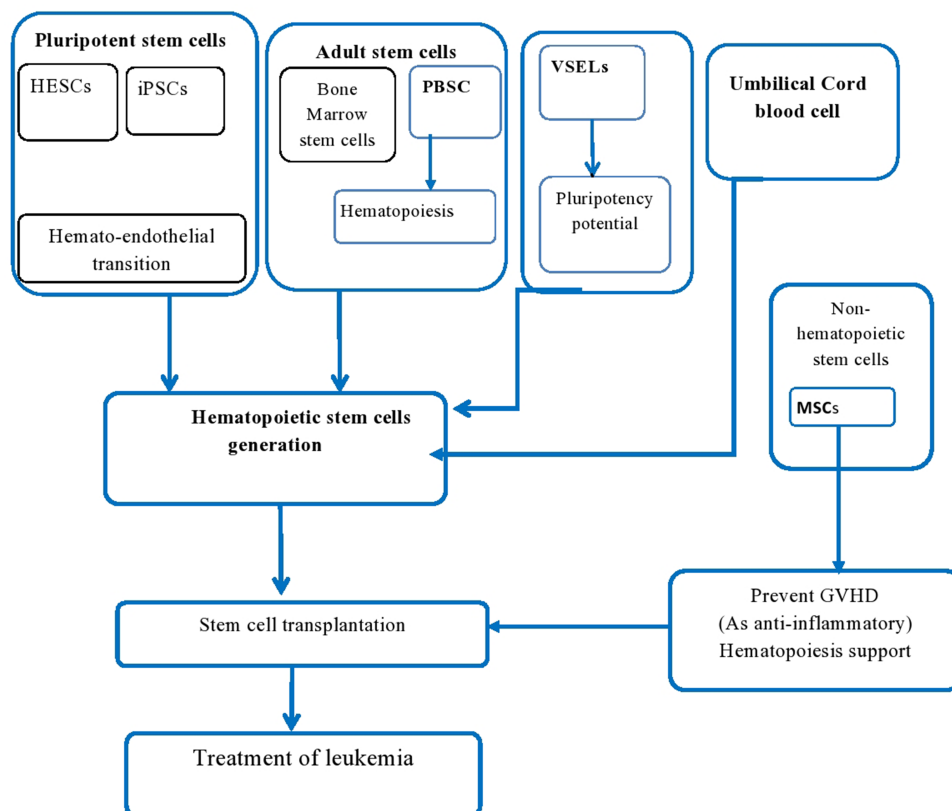 Pluripotent stem cells
HESCs
iPSCs
Hemato-endothelial
transition
Adult stem cells
Bone
Marrow
stem cells
PBSC
Hematopoiesis
VSELs
Pluripotency
potential
Umbilical Cord
blood cell
Non-
hematopoietic
stem cells
MSCs
Hematopoietic stem cells
generation
Prevent GVHD
(As anti-inflammatory)
Hematopoiesis support
Stem cell transplantation
Treatment of leukemia